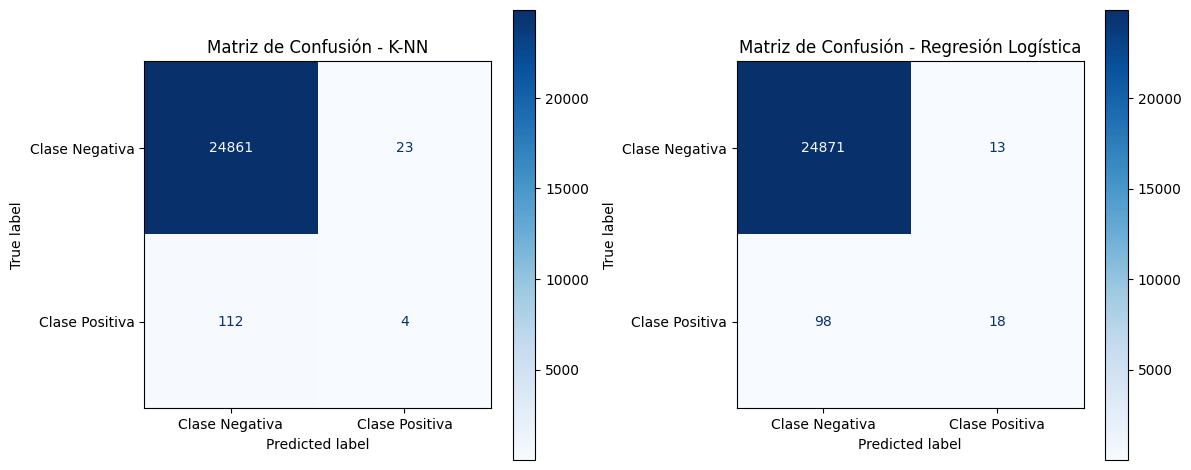 Matriz de Confusión - K-NN
20000
Clase Negativa
24861
23
15000
True label
10000
Clase Positiva
112
4
5000
Clase Negativa
Clase Positiva
Predicted label
Matriz de Confusión - Regresión Logística
20000
Clase Negativa
24871
13
15000
True label
10000
Clase Positiva
98
18
5000
Clase Negativa
Clase Positiva
Predicted label